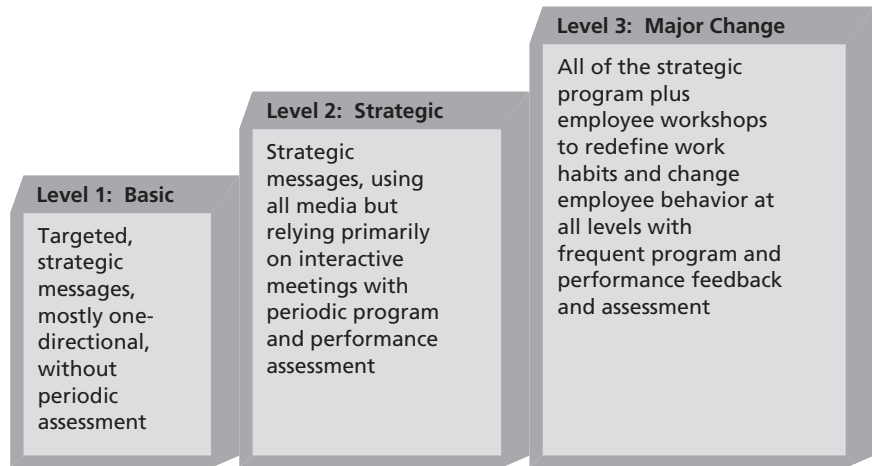 Level 1: Basic
Targeted,
strategic
messages,
mostly one-
directional,
without
periodic
assessment
Level 2: Strategic
Strategic
messages, using
all media but
relying primarily
on interactive
meetings with
periodic program
and performance
assessment
Level 3: Major Change
All of the strategic
program plus
employee workshops
to redefine work
habits and change
employee behavior at
all levels with
frequent program and
performance feedback
and assessment